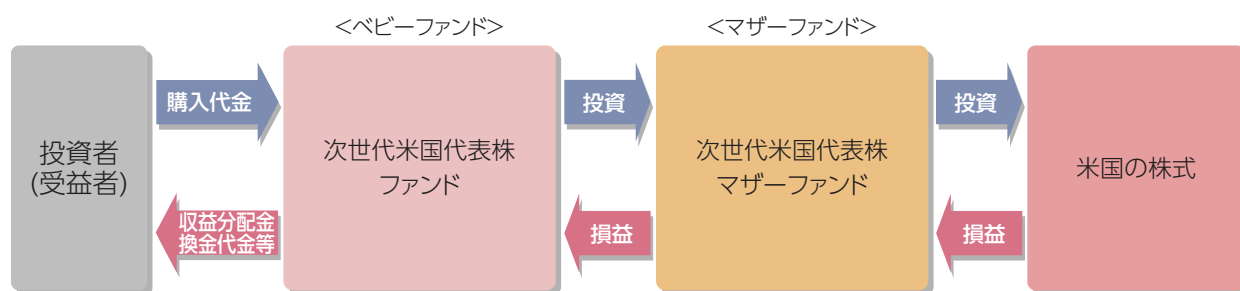 <ベビーファンド>
<マザーファンド>
投資者
(受益者)
購入代金
収益分配金
換金代金等
次世代米国代表株
ファンド
投資
損益
次世代米国代表株
マザーファンド
投資
損益
米国の株式